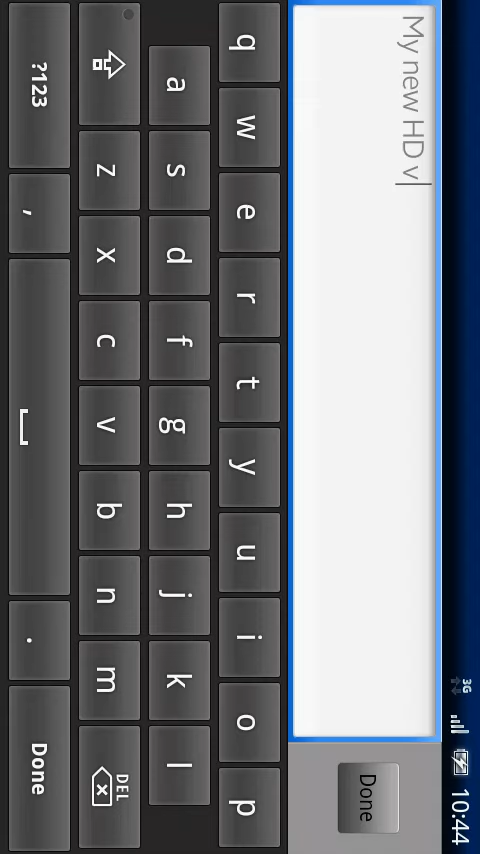 3G 10:44
My new HD v
Done
q w e r t y u i o p
a s d f g h j k l
z x c v b n m DEL
?123 , . Done